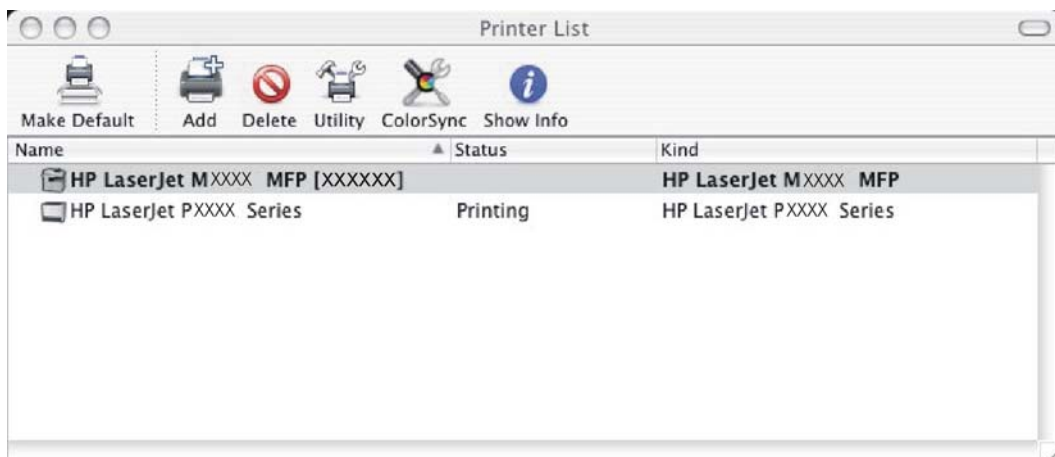 Printer List
Make Default Add Delete Utility ColorSync Show Info
Name Status Kind
HP LaserJet MXXXX MFP [XXXXXX] HP LaserJet MXXXX MFP
HP LaserJet PXXXX Series Printing HP LaserJet PXXXX Series